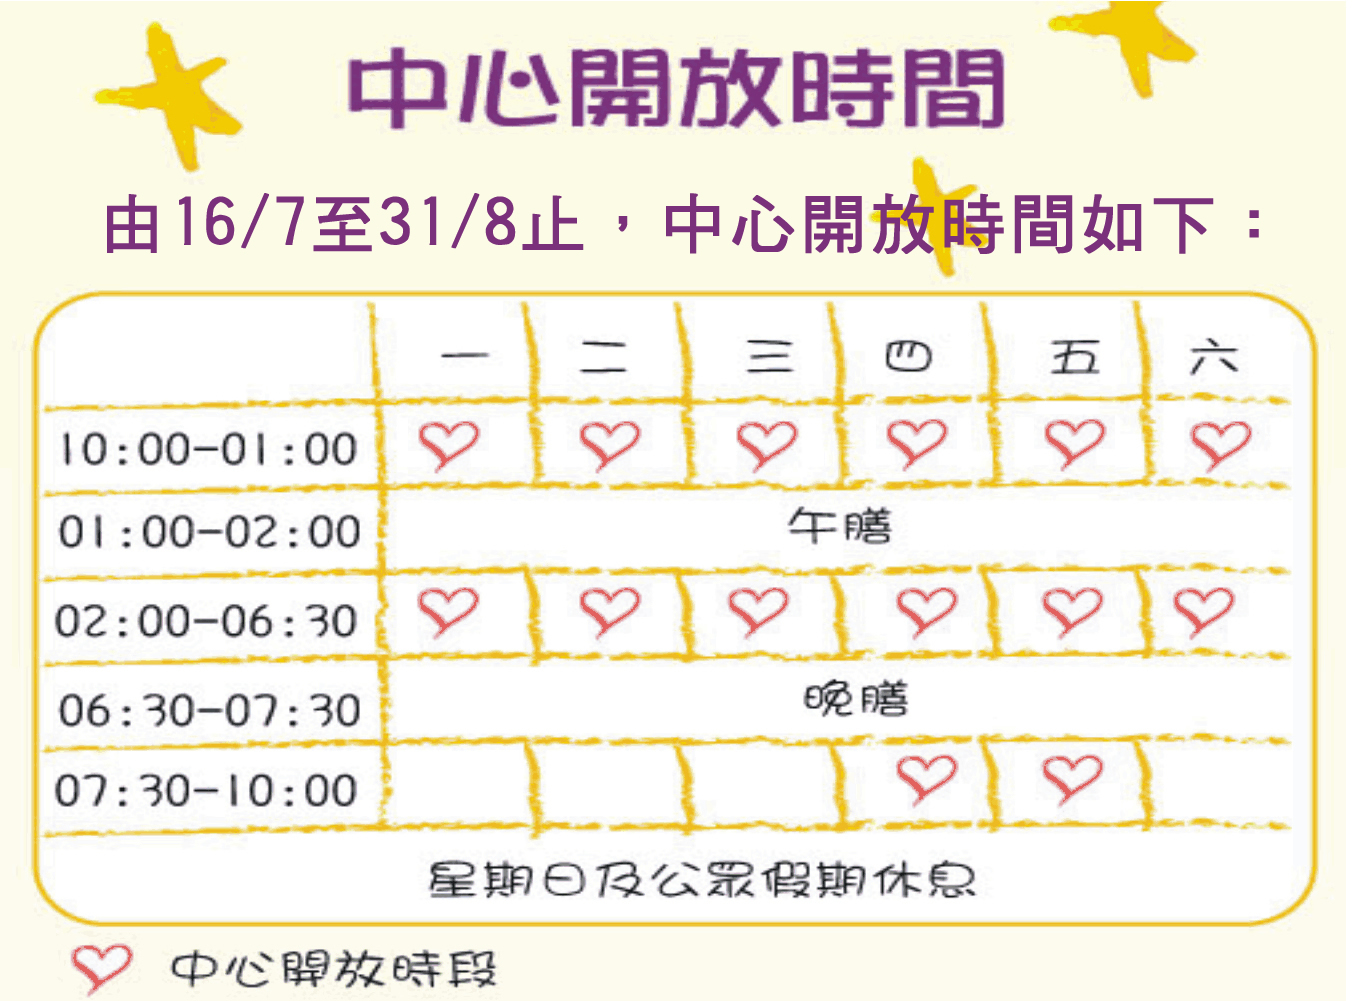 中心開放時間
由16/7至31/8止，中心開放時間如下：
一 二 三 四 五 六
10:00-01:00
01:00-02:00 午膳
02:00-06:30
06:30-07:30 晚膳
07:30-10:00
星期日及公眾假期休息
中心開放時段